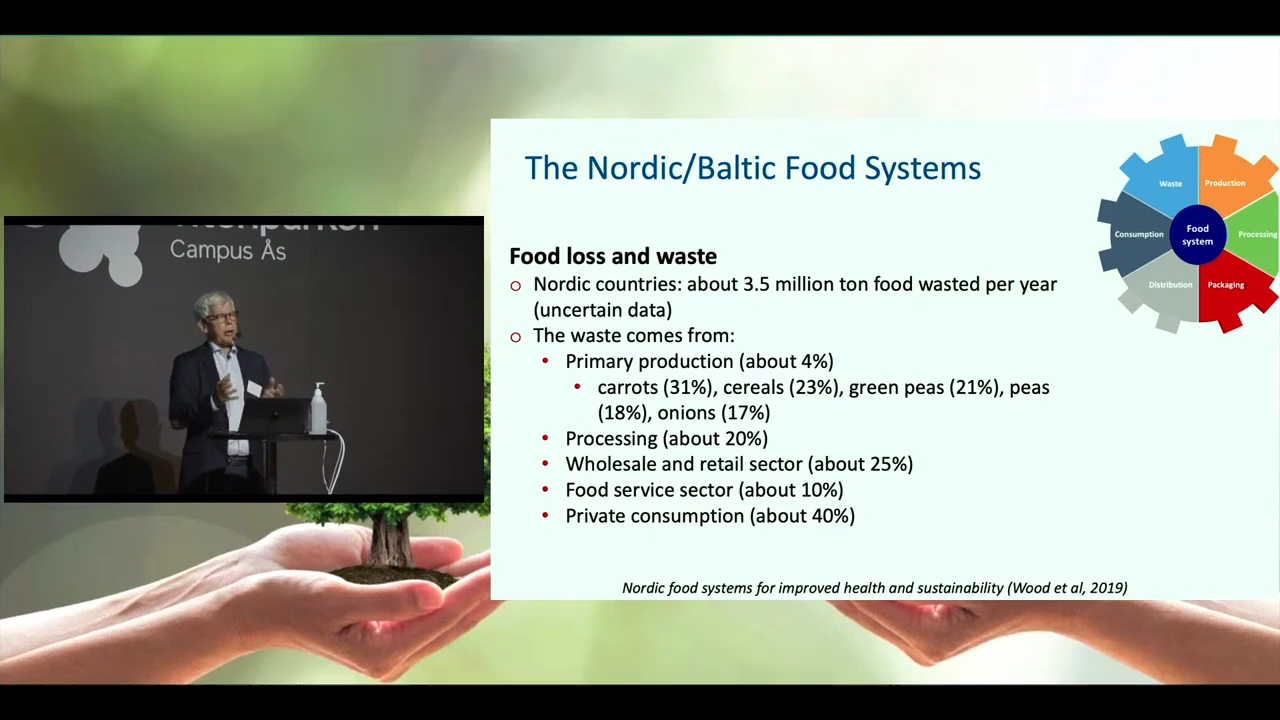 Campus Ås
The Nordic/Baltic Food Systems
Food loss and waste
Nordic countries: about 3.5 million ton food wasted per year
(uncertain data)
The waste comes from:
Primary production (about 4%)
carrots (31%), cereals (23%), green peas (21%), peas
(18%), onions (17%)
Processing (about 20%)
Wholesale and retail sector (about 25%)
Food service sector (about 10%)
Private consumption (about 40%)
Nordic food systems for improved health and sustainability (Wood et al, 2019)
Waste
Production
Consumption
Food
system
Processing
Distribution
Packaging